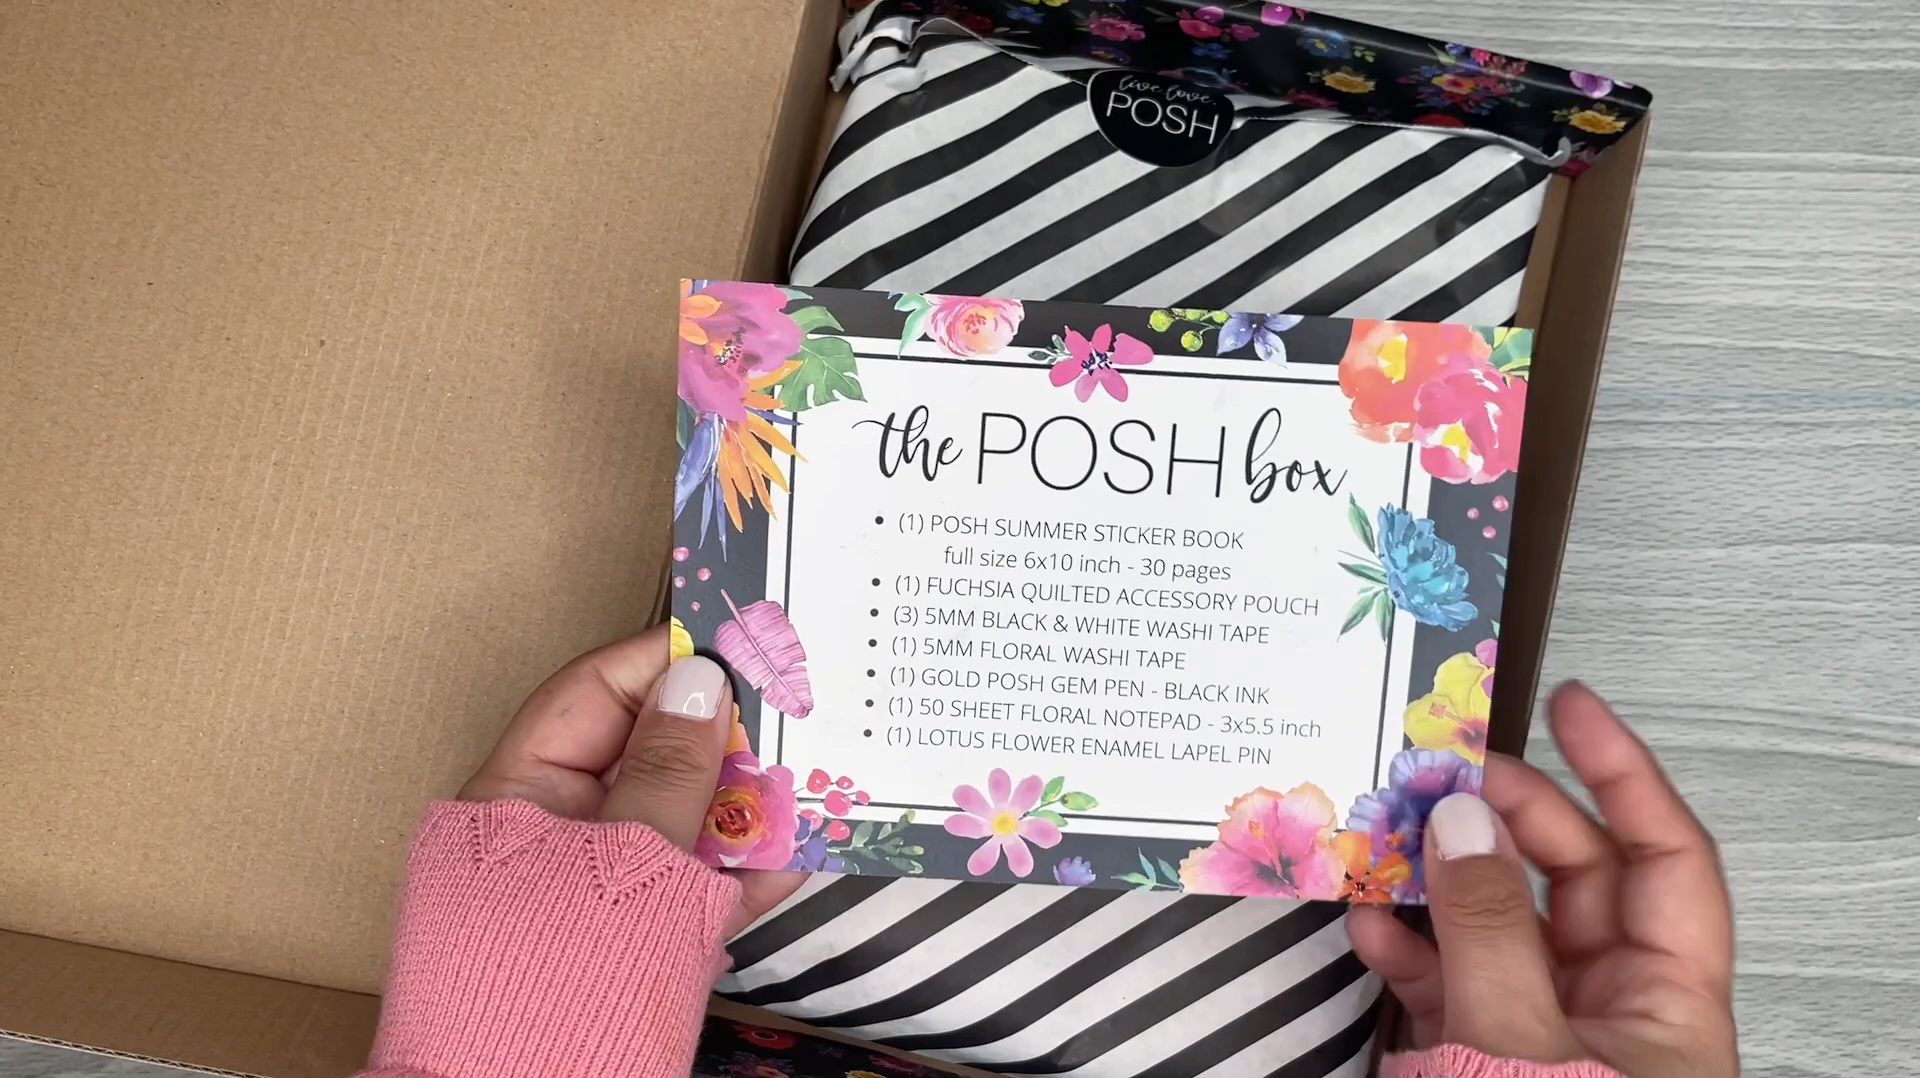 live love.
POSH
the POSH box
• (1) POSH SUMMER STICKER BOOK
full size 6x10 inch - 30 pages
• (1) FUCHSIA QUILTED ACCESSORY POUCH
• (3) 5MM BLACK & WHITE WASHI TAPE
• (1) 5MM FLORAL WASHI TAPE
• (1) GOLD POSH GEM PEN - BLACK INK
• (1) 50 SHEET FLORAL NOTEPAD - 3x5.5 inch
• (1) LOTUS FLOWER ENAMEL LAPEL PIN